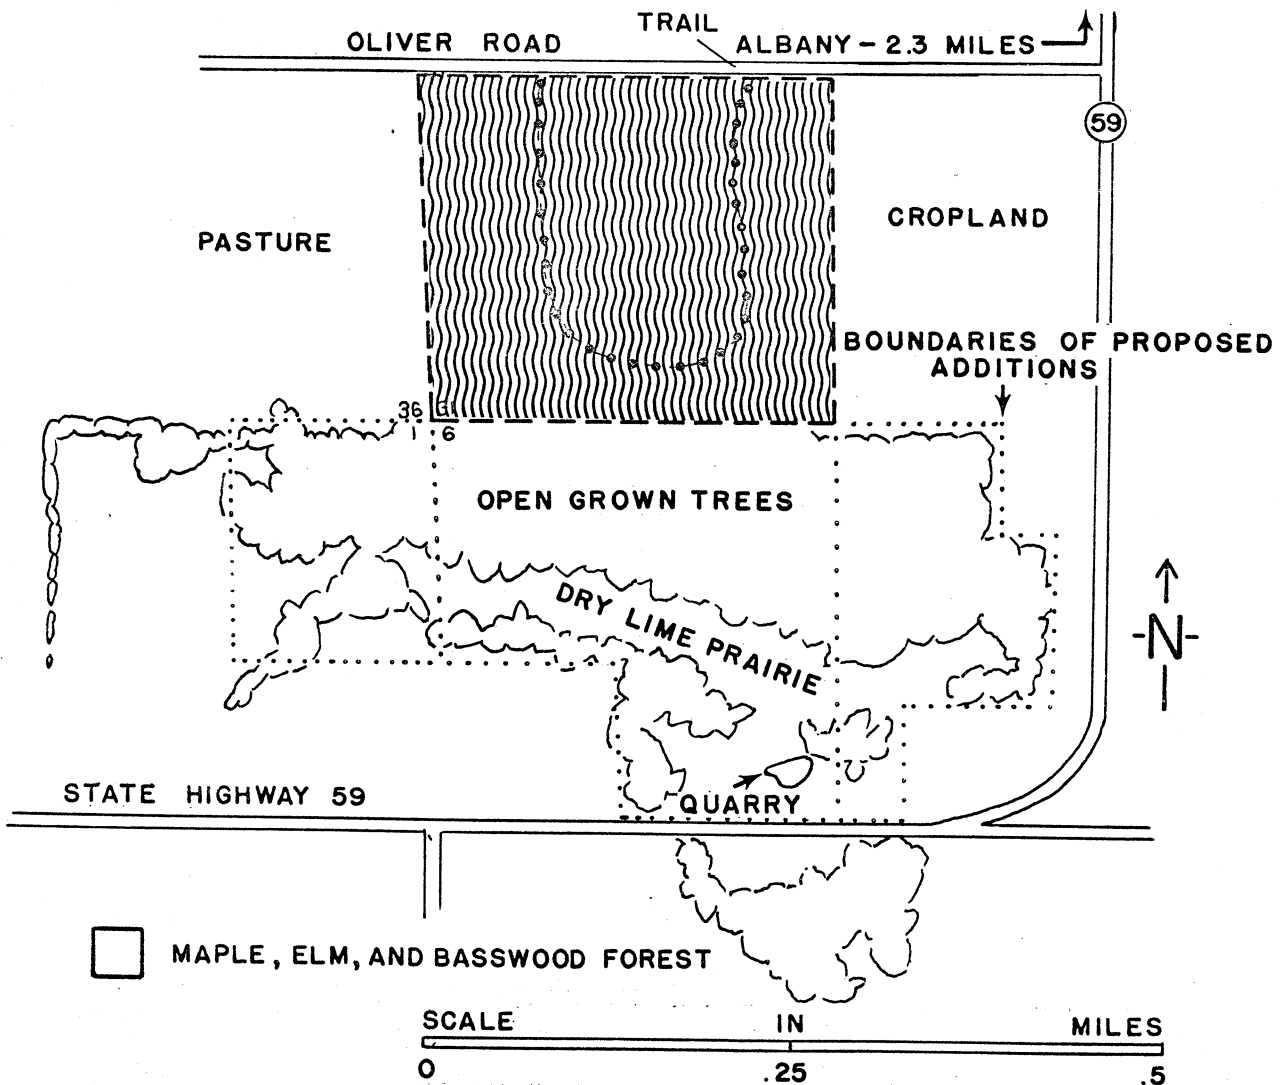 TRAIL
OLIVER ROAD
ALBANY - 2.3 MILES
59
CROPLAND
PASTURE
BOUNDARIES OF PROPOSED
ADDITIONS
36 31
1 6
OPEN GROWN TREES
DRY LIME PRAIRIE
-N-
STATE HIGHWAY 59
QUARRY
MAPLE, ELM, AND BASSWOOD FOREST
SCALE IN MILES
0 .25 .5